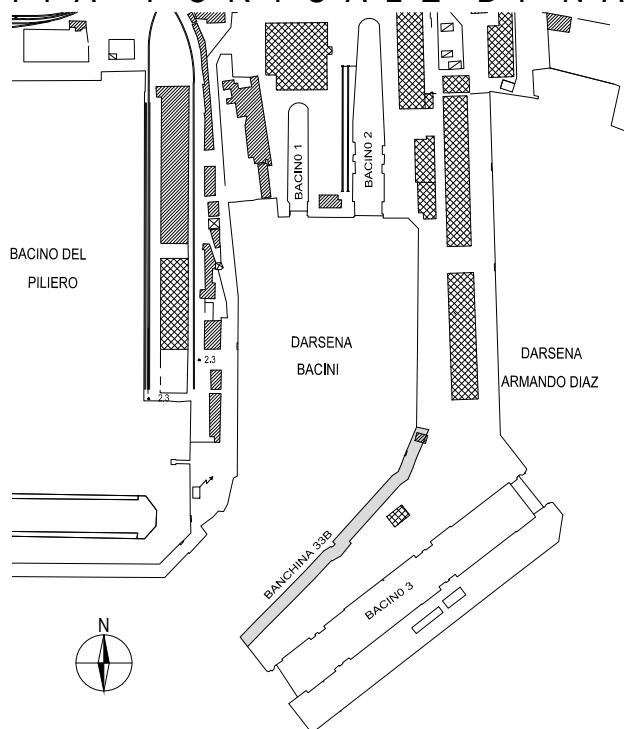 BACINO 1
BACINO 2
BACINO DEL
PILIERO
DARSENA
BACINI
DARSENA
ARMANDO DIAZ
2.3
2.3
BANCHINA 33B
BACINO 3
N